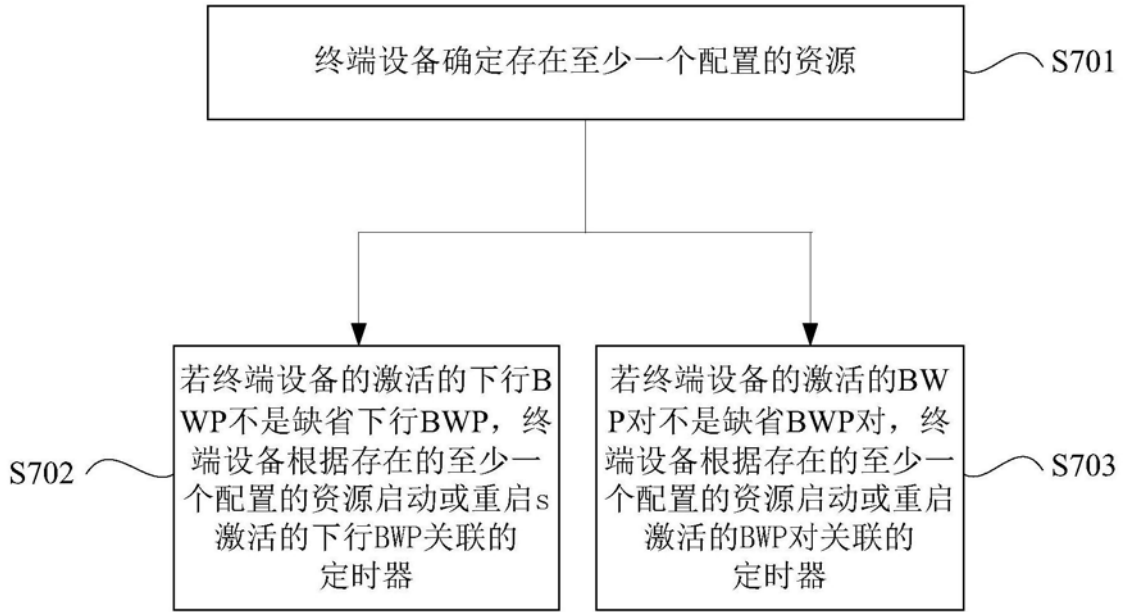 终端设备确定存在至少一个配置的资源
S701
若终端设备的激活的下行B
WP不是缺省下行BWP，终
端设备根据存在的至少一
个配置的资源启动或重启s
激活的下行BWP关联的
定时器
S702
若终端设备的激活的BW
P对不是缺省BWP对，终
端设备根据存在的至少一
个配置的资源启动或重启
激活的BWP对关联的
定时器
S703